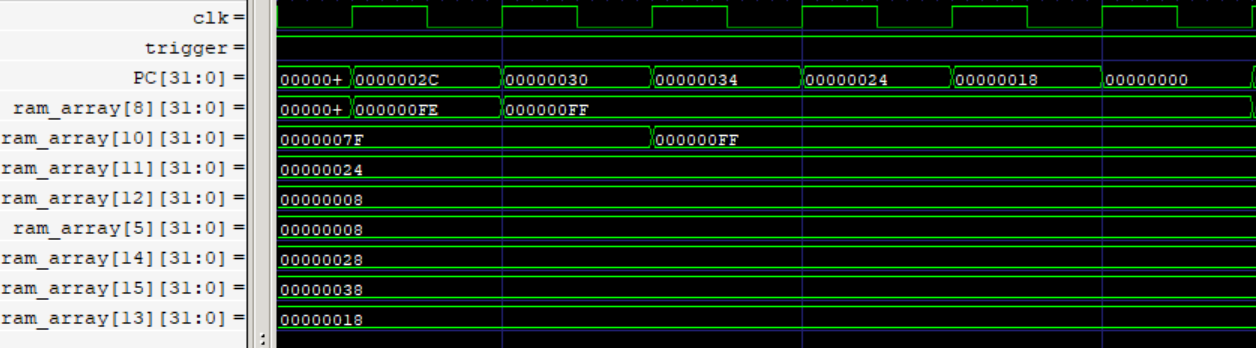 clk=
trigger=
PC[31:0]= 00000+ 0000002C 00000030 00000034 00000024 00000018 00000000
ram_array[8][31:0]= 00000+ 000000FE 000000FF
ram_array[10][31:0]= 0000007F 000000FF
ram_array[11][31:0]= 00000024
ram_array[12][31:0]= 00000008
ram_array[5][31:0]= 00000008
ram_array[14][31:0]= 00000028
ram_array[15][31:0]= 00000038
ram_array[13][31:0]= 00000018